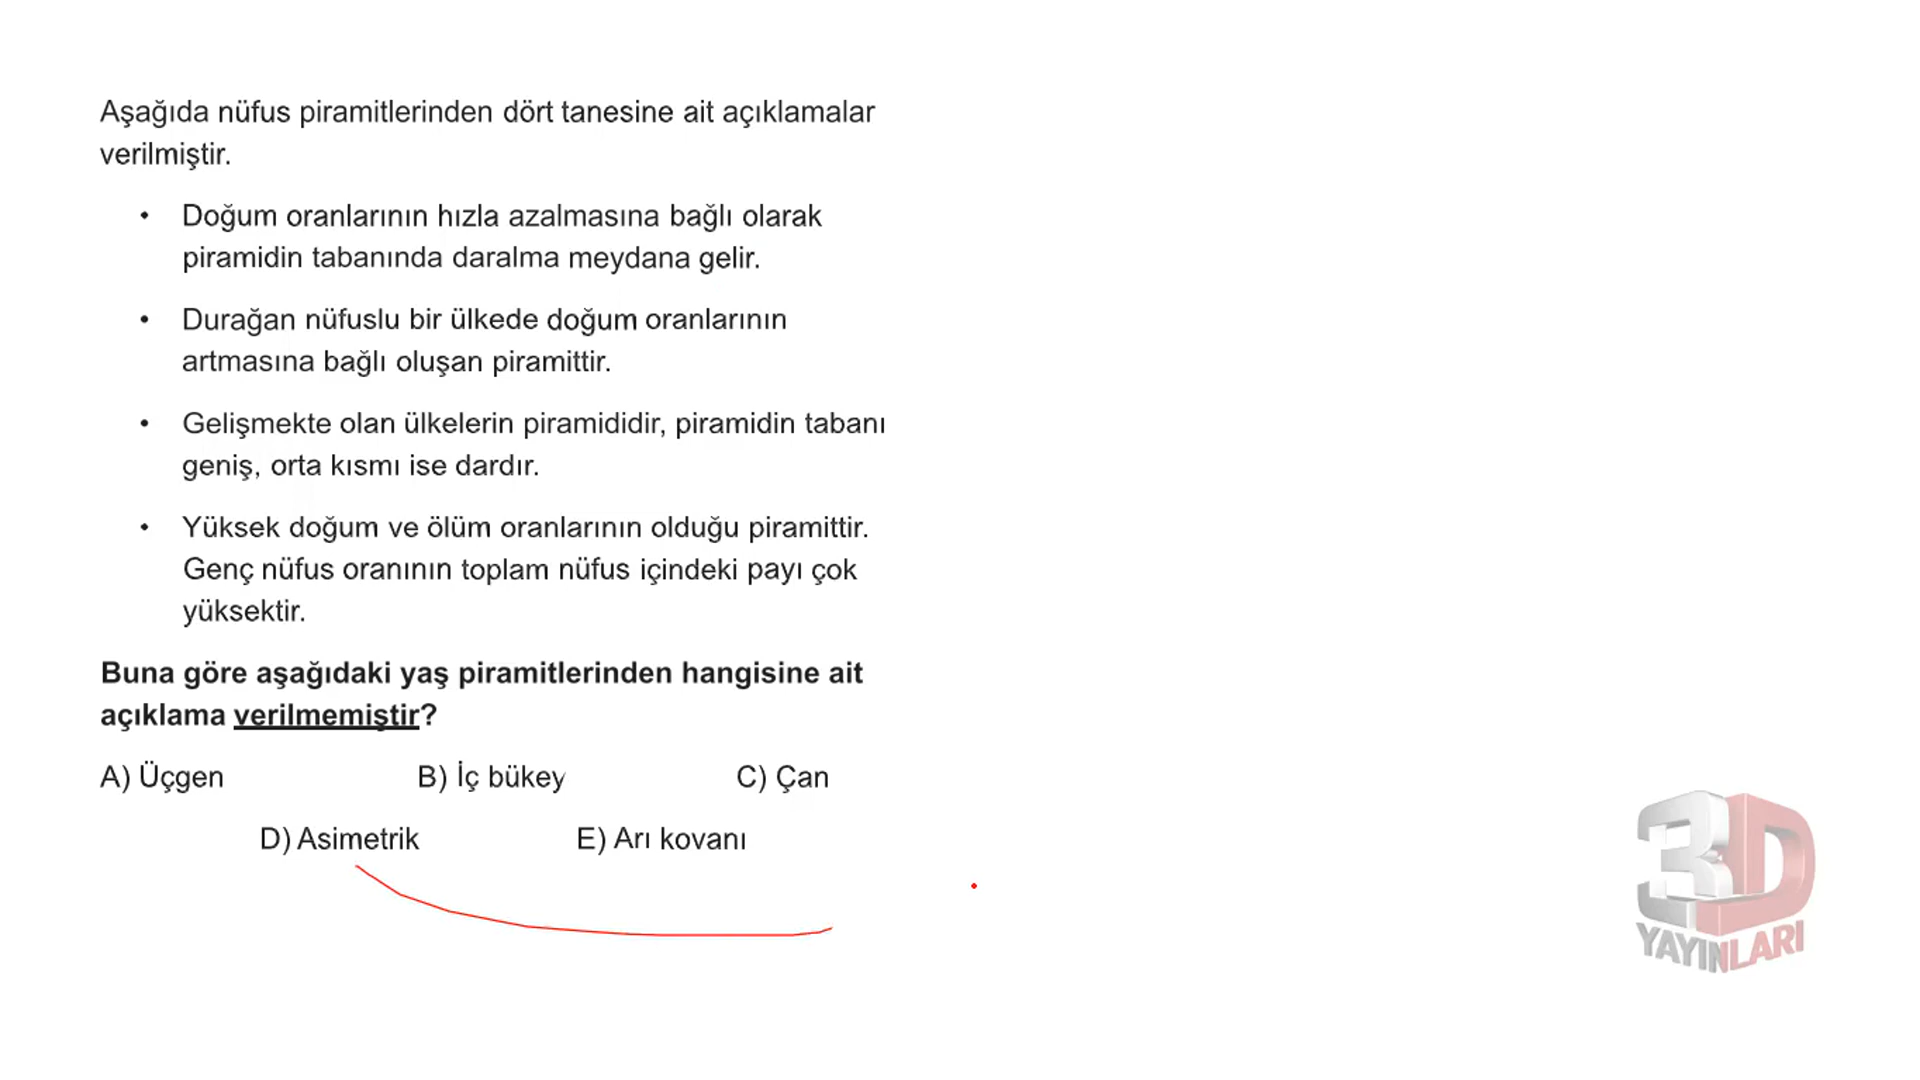 Aşağıda nüfus piramitlerinden dört tanesine ait açıklamalar
verilmiştir.
• Doğum oranlarının hızla azalmasına bağlı olarak
piramidin tabanında daralma meydana gelir.
• Durağan nüfuslu bir ülkede doğum oranlarının
artmasına bağlı oluşan piramittir.
• Gelişmekte olan ülkelerin piramididir, piramidin tabanı
geniş, orta kısmı ise dardır.
• Yüksek doğum ve ölüm oranlarının olduğu piramittir.
Genç nüfus oranının toplam nüfus içindeki payı çok
yüksektir.
Buna göre aşağıdaki yaş piramitlerinden hangisine ait
açıklama verilmemiştir?
A) Üçgen B) İç bükey C) Çan
D) Asimetrik E) Arı kovanı
3D
YAYINLARI